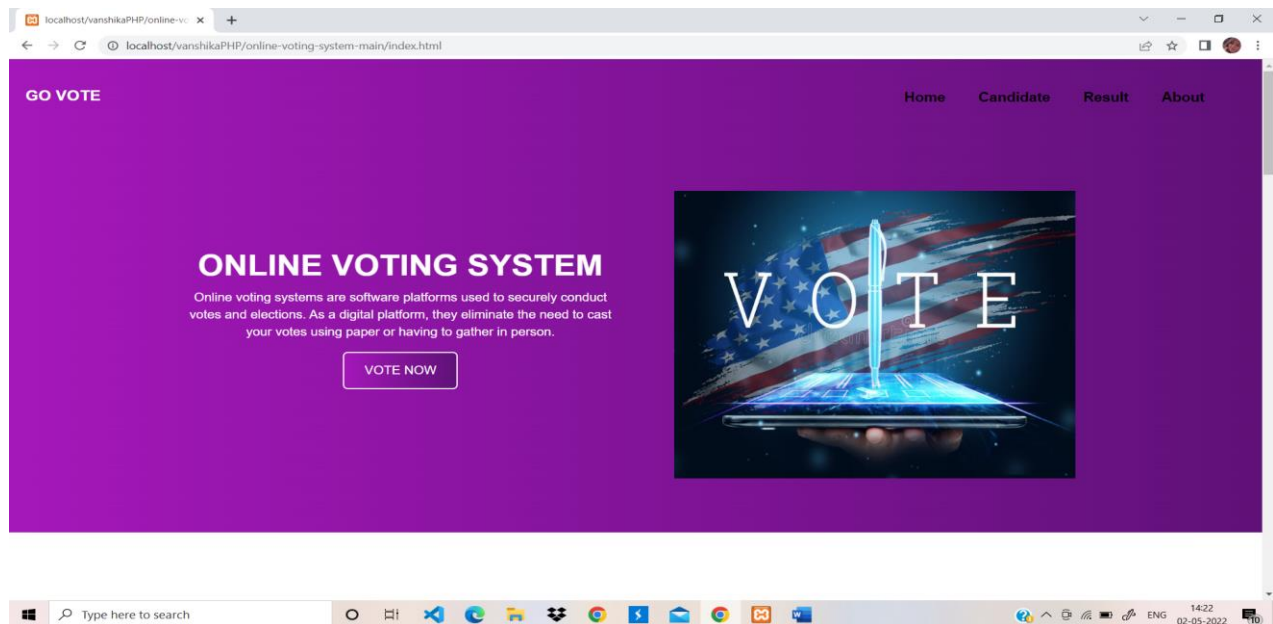 localhost/vanshikaPHP/online-vo
localhost/vanshikaPHP/online-voting-system-main/index.html
GO VOTE
Home Candidate Result About
ONLINE VOTING SYSTEM
Online voting systems are software platforms used to securely conduct
votes and elections. As a digital platform, they eliminate the need to cast
your votes using paper or having to gather in person.
VOTE NOW
VOTE
Type here to search
ENG
14:22
02-05-2022